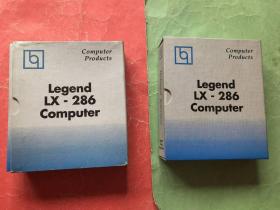 Computer
Products
Legend
LX - 286
Computer
Computer
Products
Legend
LX - 286
Computer